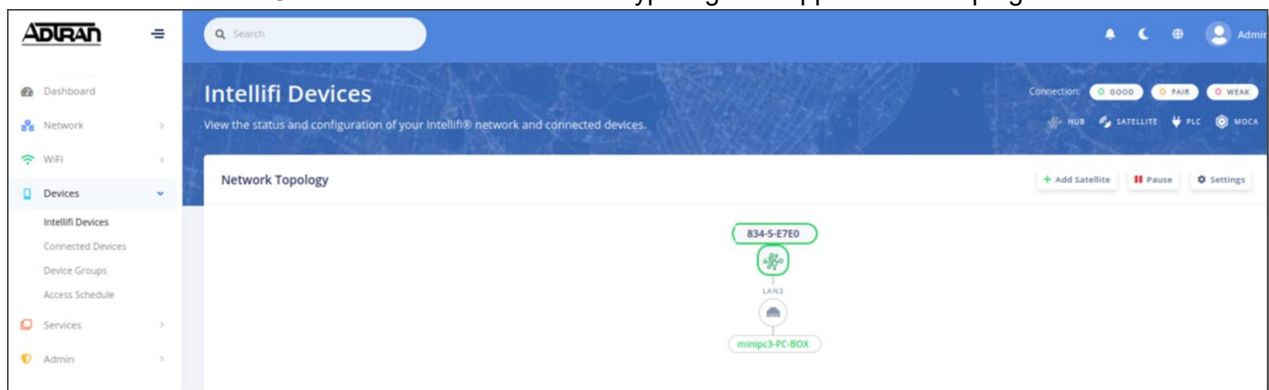 ADTRAN
Search
Admin
Dashboard
Network
WiFi
Devices
Intellifi Devices
Connected Devices
Device Groups
Access Schedule
Services
Admin
Intellifi Devices
View the status and configuration of your Intellifi® network and connected devices.
Connection: GOOD FAIR WEAK
HUB SATELLITE PLC MOCA
Network Topology
+ Add Satellite Pause Settings
834-5-E7E0
LAN3
minipc3-PC-BOX